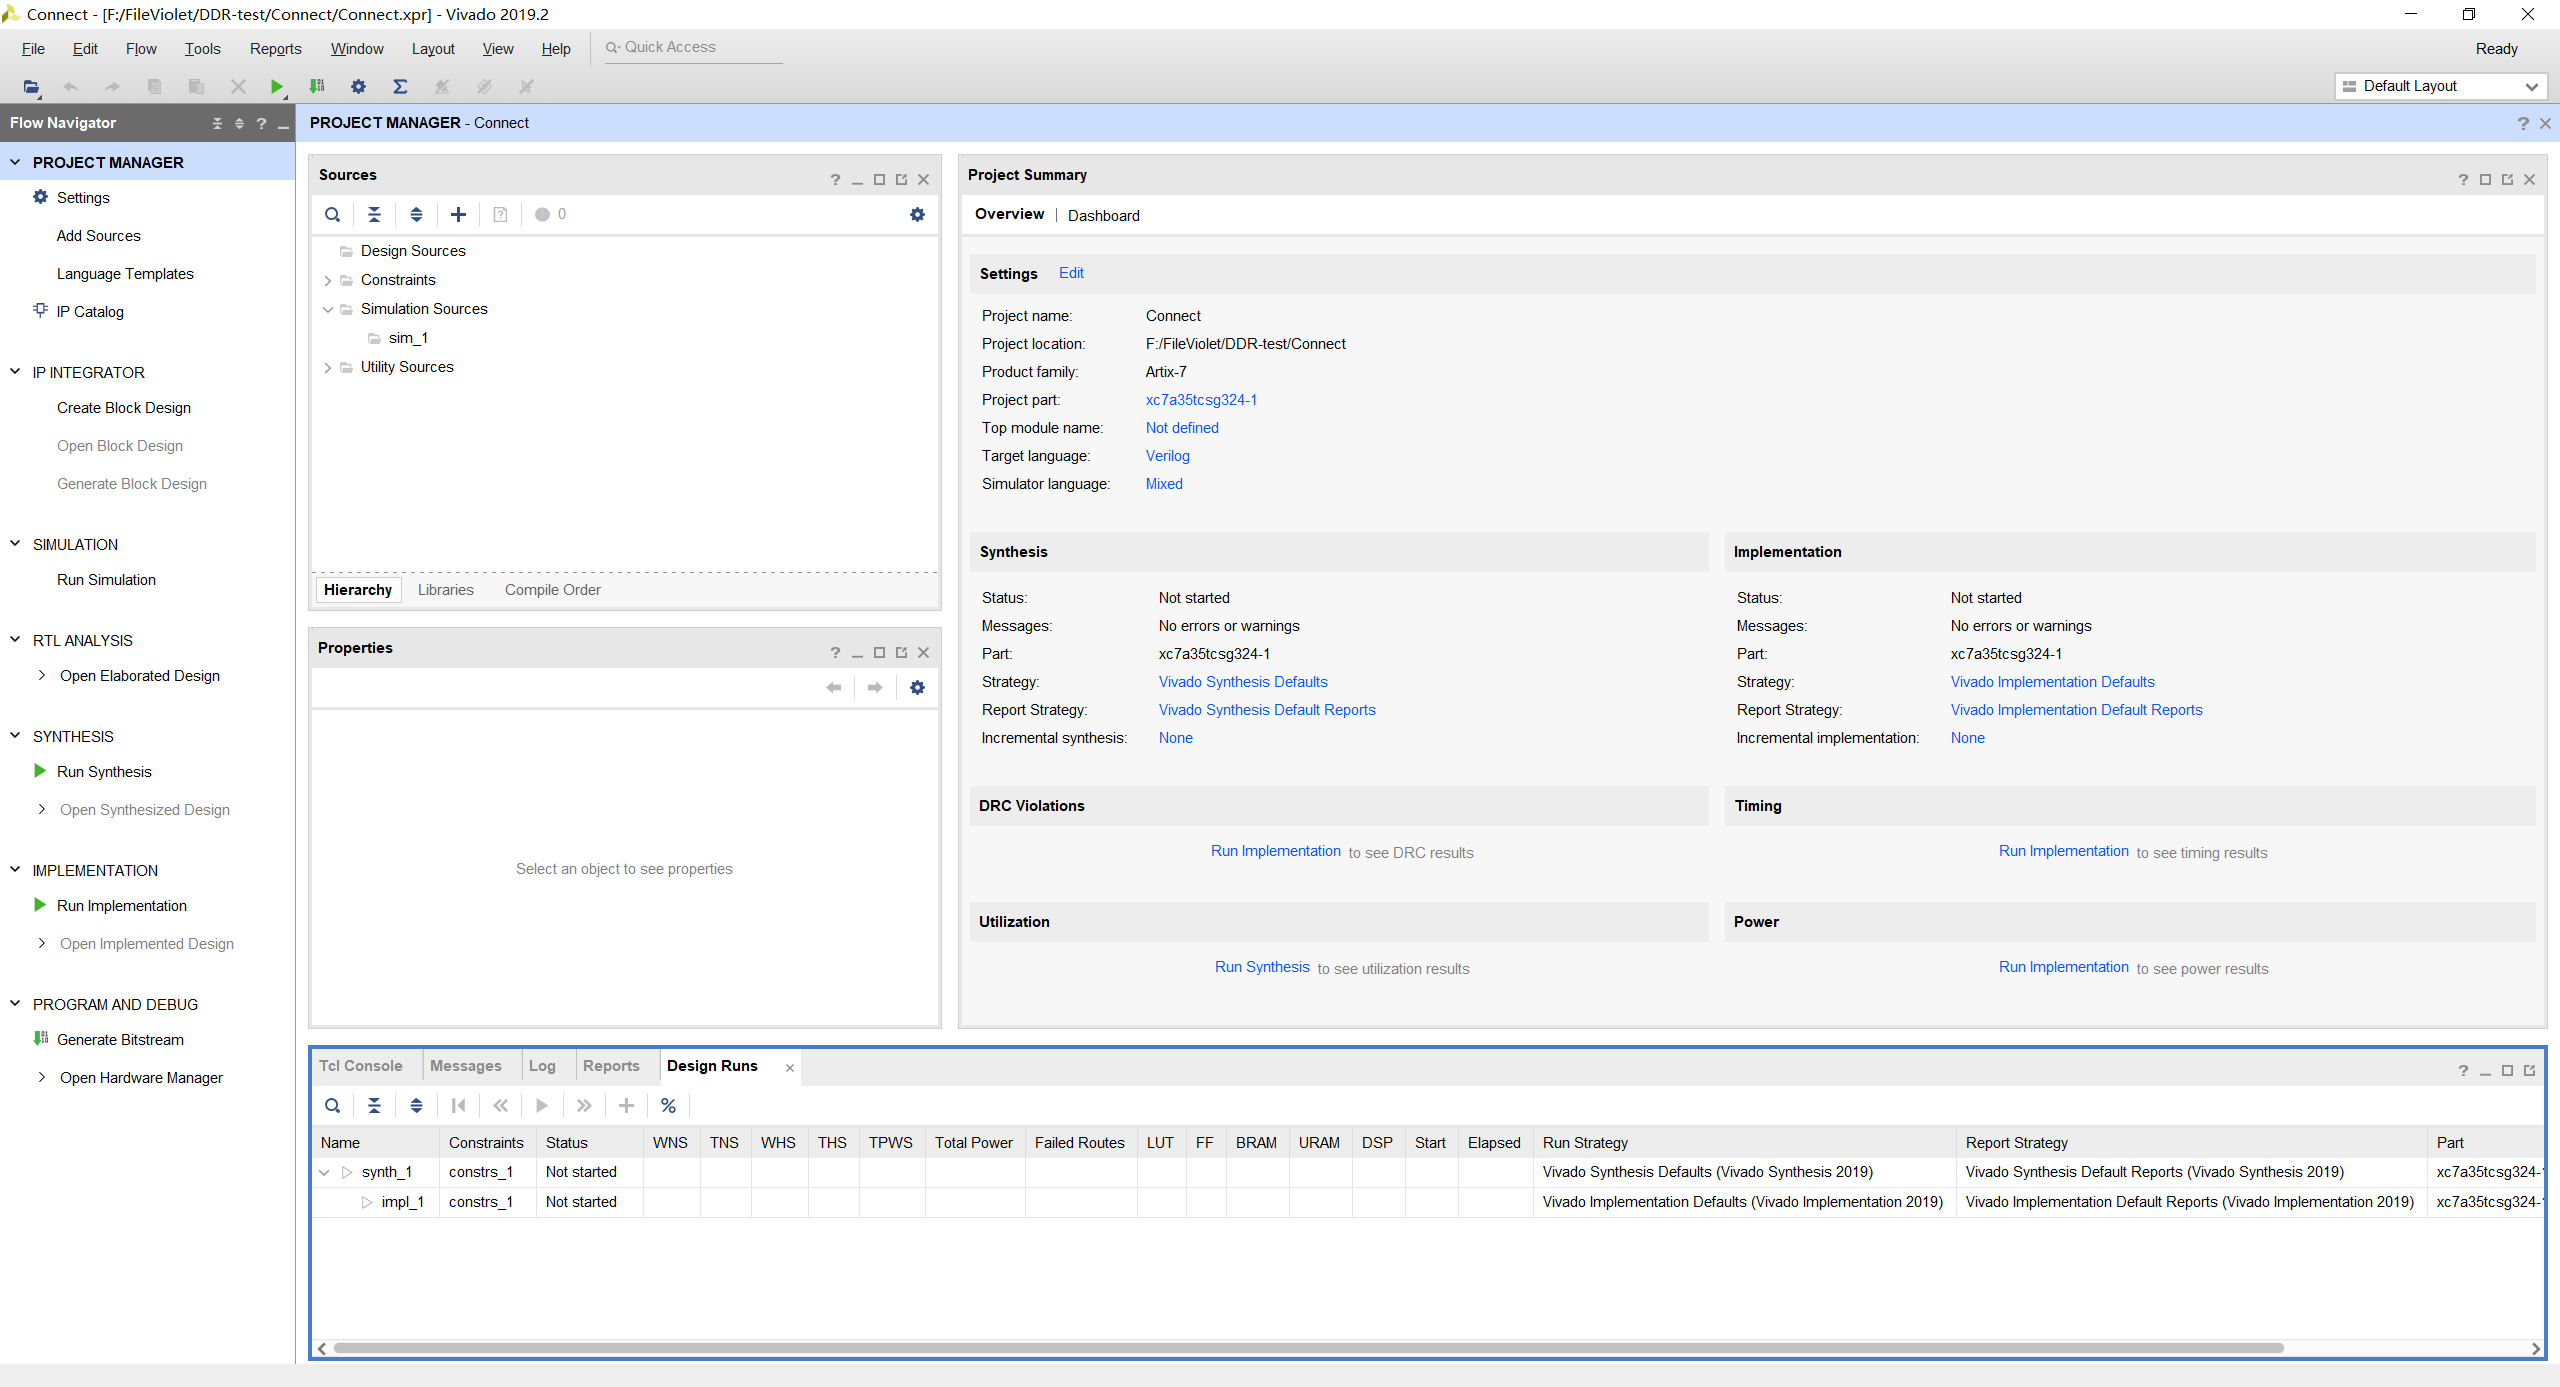 Connect - [F:/FileViolet/DDR-test/Connect/Connect.xpr] - Vivado 2019.2
File Edit Flow Tools Reports Window Layout View Help Quick Access Ready
Default Layout
Flow Navigator
PROJECT MANAGER
Settings
Add Sources
Language Templates
IP Catalog
IP INTEGRATOR
Create Block Design
Open Block Design
Generate Block Design
SIMULATION
Run Simulation
RTL ANALYSIS
Open Elaborated Design
SYNTHESIS
Run Synthesis
Open Synthesized Design
IMPLEMENTATION
Run Implementation
Open Implemented Design
PROGRAM AND DEBUG
Generate Bitstream
Open Hardware Manager
PROJECT MANAGER - Connect
Sources
0
Design Sources
Constraints
Simulation Sources
sim_1
Utility Sources
Hierarchy Libraries Compile Order
Properties
Select an object to see properties
Project Summary
Overview | Dashboard
Settings Edit
Project name: Connect
Project location: F:/FileViolet/DDR-test/Connect
Product family: Artix-7
Project part: xc7a35tcsg324-1
Top module name: Not defined
Target language: Verilog
Simulator language: Mixed
Synthesis
Status: Not started
Messages: No errors or warnings
Part: xc7a35tcsg324-1
Strategy: Vivado Synthesis Defaults
Report Strategy: Vivado Synthesis Default Reports
Incremental synthesis: None
Implementation
Status: Not started
Messages: No errors or warnings
Part: xc7a35tcsg324-1
Strategy: Vivado Implementation Defaults
Report Strategy: Vivado Implementation Default Reports
Incremental implementation: None
DRC Violations
Run Implementation to see DRC results
Timing
Run Implementation to see timing results
Utilization
Run Synthesis to see utilization results
Power
Run Implementation to see power results
Tcl Console Messages Log Reports Design Runs
Name Constraints Status WNS TNS WHS THS TPWS Total Power Failed Routes LUT FF BRAM URAM DSP Start Elapsed Run Strategy Report Strategy Part
synth_1 constrs_1 Not started Vivado Synthesis Defaults (Vivado Synthesis 2019) Vivado Synthesis Default Reports (Vivado Synthesis 2019) xc7a35tcsg324-
impl_1 constrs_1 Not started Vivado Implementation Defaults (Vivado Implementation 2019) Vivado Implementation Default Reports (Vivado Implementation 2019) xc7a35tcsg324-